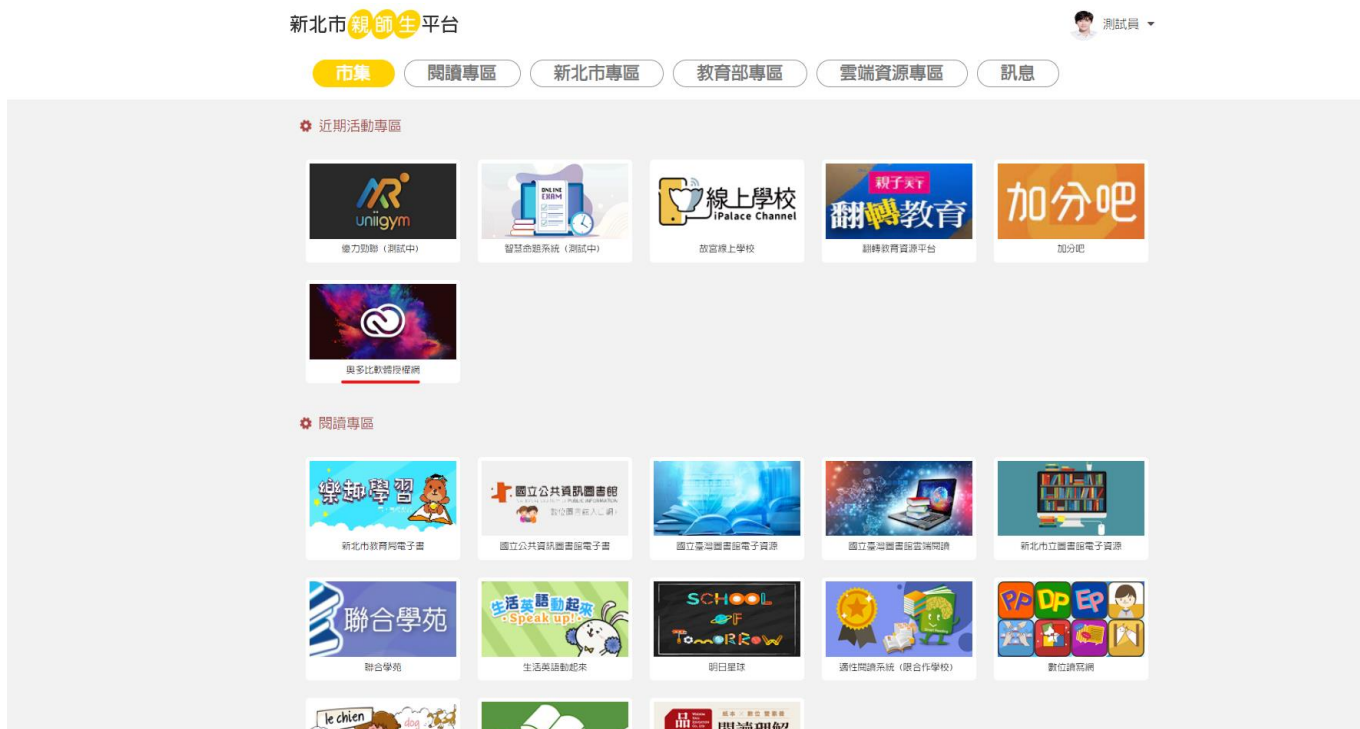 新北市親師生平台
測試員
市集
閱讀專區
新北市專區
教育部專區
雲端資源專區
訊息
近期活動專區
uniigym
ONLINE EXAM
線上學校
iPalace Channel
親子天下
翻轉教育
加分吧
優力勁聯（測試中）
智慧命題系統（測試中）
故宮線上學校
翻轉教育資源平台
加分吧
奧多比軟體授權網
閱讀專區
樂趣學習
國立公共資訊圖書館
新北市教育局電子書
國立公共資訊圖書館電子書
國立臺灣圖書館電子資源
國立臺灣圖書館雲端閱讀
新北市立圖書館電子資源
聯合學苑
生活英語動起來
Speak up!
SCHOOL
OF
TOMORROW
PP DP EP
聯合學苑
生活英語動起來
明日星球
適性閱讀系統（限合作學校）
數位讀寫網
le chien
dog
品
閱讀理解